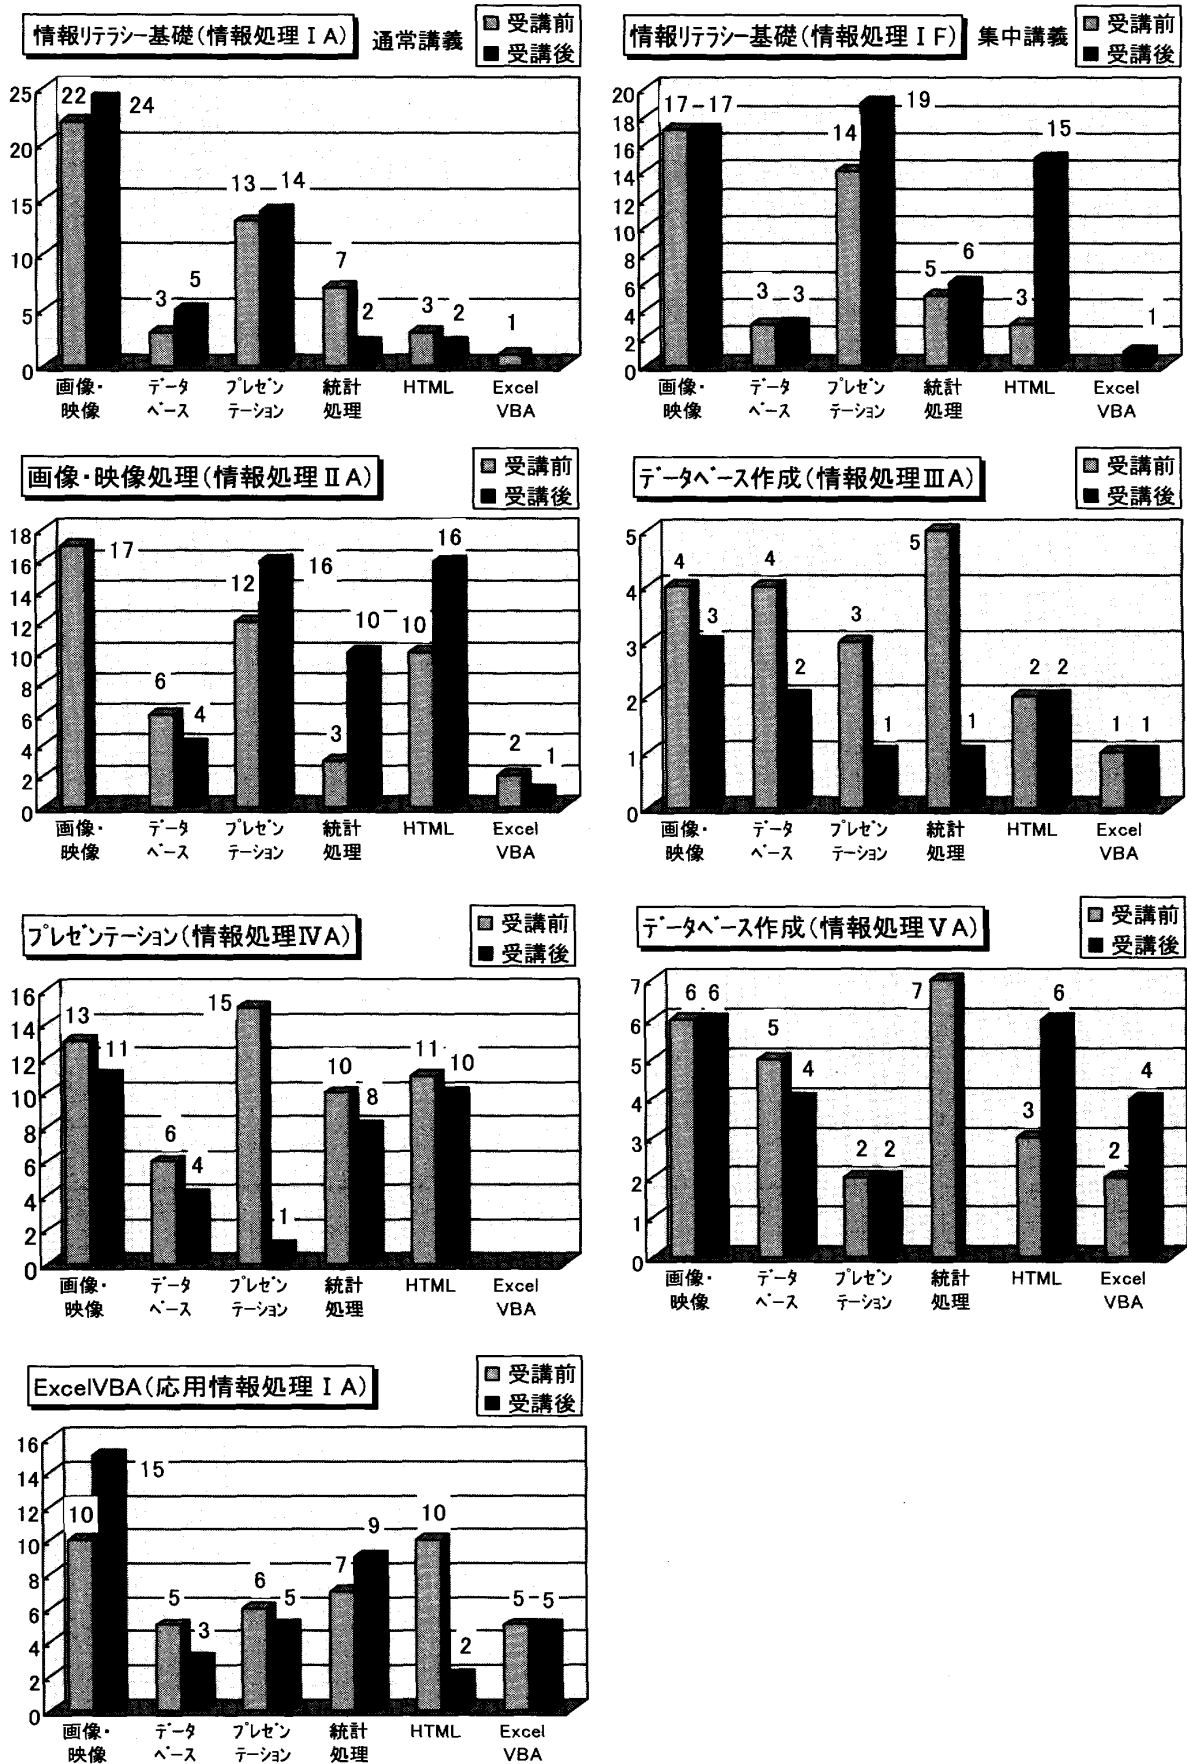 情報リテラシー基礎(情報処理ⅠA) 通常講義
受講前
受講後
25
20
15
10
5
0
22 24
3 5
13 14
7 2
3 2
1
画像・ データ プレゼン 統計 HTML Excel
映像 ベース テーション 処理 VBA
情報リテラシー基礎(情報処理ⅠF) 集中講義
受講前
受講後
20
18
16
14
12
10
8
6
4
2
0
17 17
3 3
14 19
5 6
3 15
1
画像・ データ プレゼン 統計 HTML Excel
映像 ベース テーション 処理 VBA
画像・映像処理(情報処理ⅡA)
受講前
受講後
18
16
14
12
10
8
6
4
2
0
17
6 4
12 16
3 10
10 16
2 1
画像・ データ プレゼン 統計 HTML Excel
映像 ベース テーション 処理 VBA
データベース作成(情報処理ⅢA)
受講前
受講後
5
4
3
2
1
0
4 3
4 2
3 1
5 1
2 2
1 1
画像・ データ プレゼン 統計 HTML Excel
映像 ベース テーション 処理 VBA
プレゼンテーション(情報処理ⅣA)
受講前
受講後
16
14
12
10
8
6
4
2
0
13 11
6 4
15 1
10 8
11 10
画像・ データ プレゼン 統計 HTML Excel
映像 ベース テーション 処理 VBA
データベース作成(情報処理ⅤA)
受講前
受講後
7
6
5
4
3
2
1
0
6 6
5 4
2 2
7
3 6
2 4
画像・ データ プレゼン 統計 HTML Excel
映像 ベース テーション 処理 VBA
ExcelVBA(応用情報処理ⅠA)
受講前
受講後
16
14
12
10
8
6
4
2
0
10 15
5 3
6 5
7 9
10 2
5 5
画像・ データ プレゼン 統計 HTML Excel
映像 ベース テーション 処理 VBA